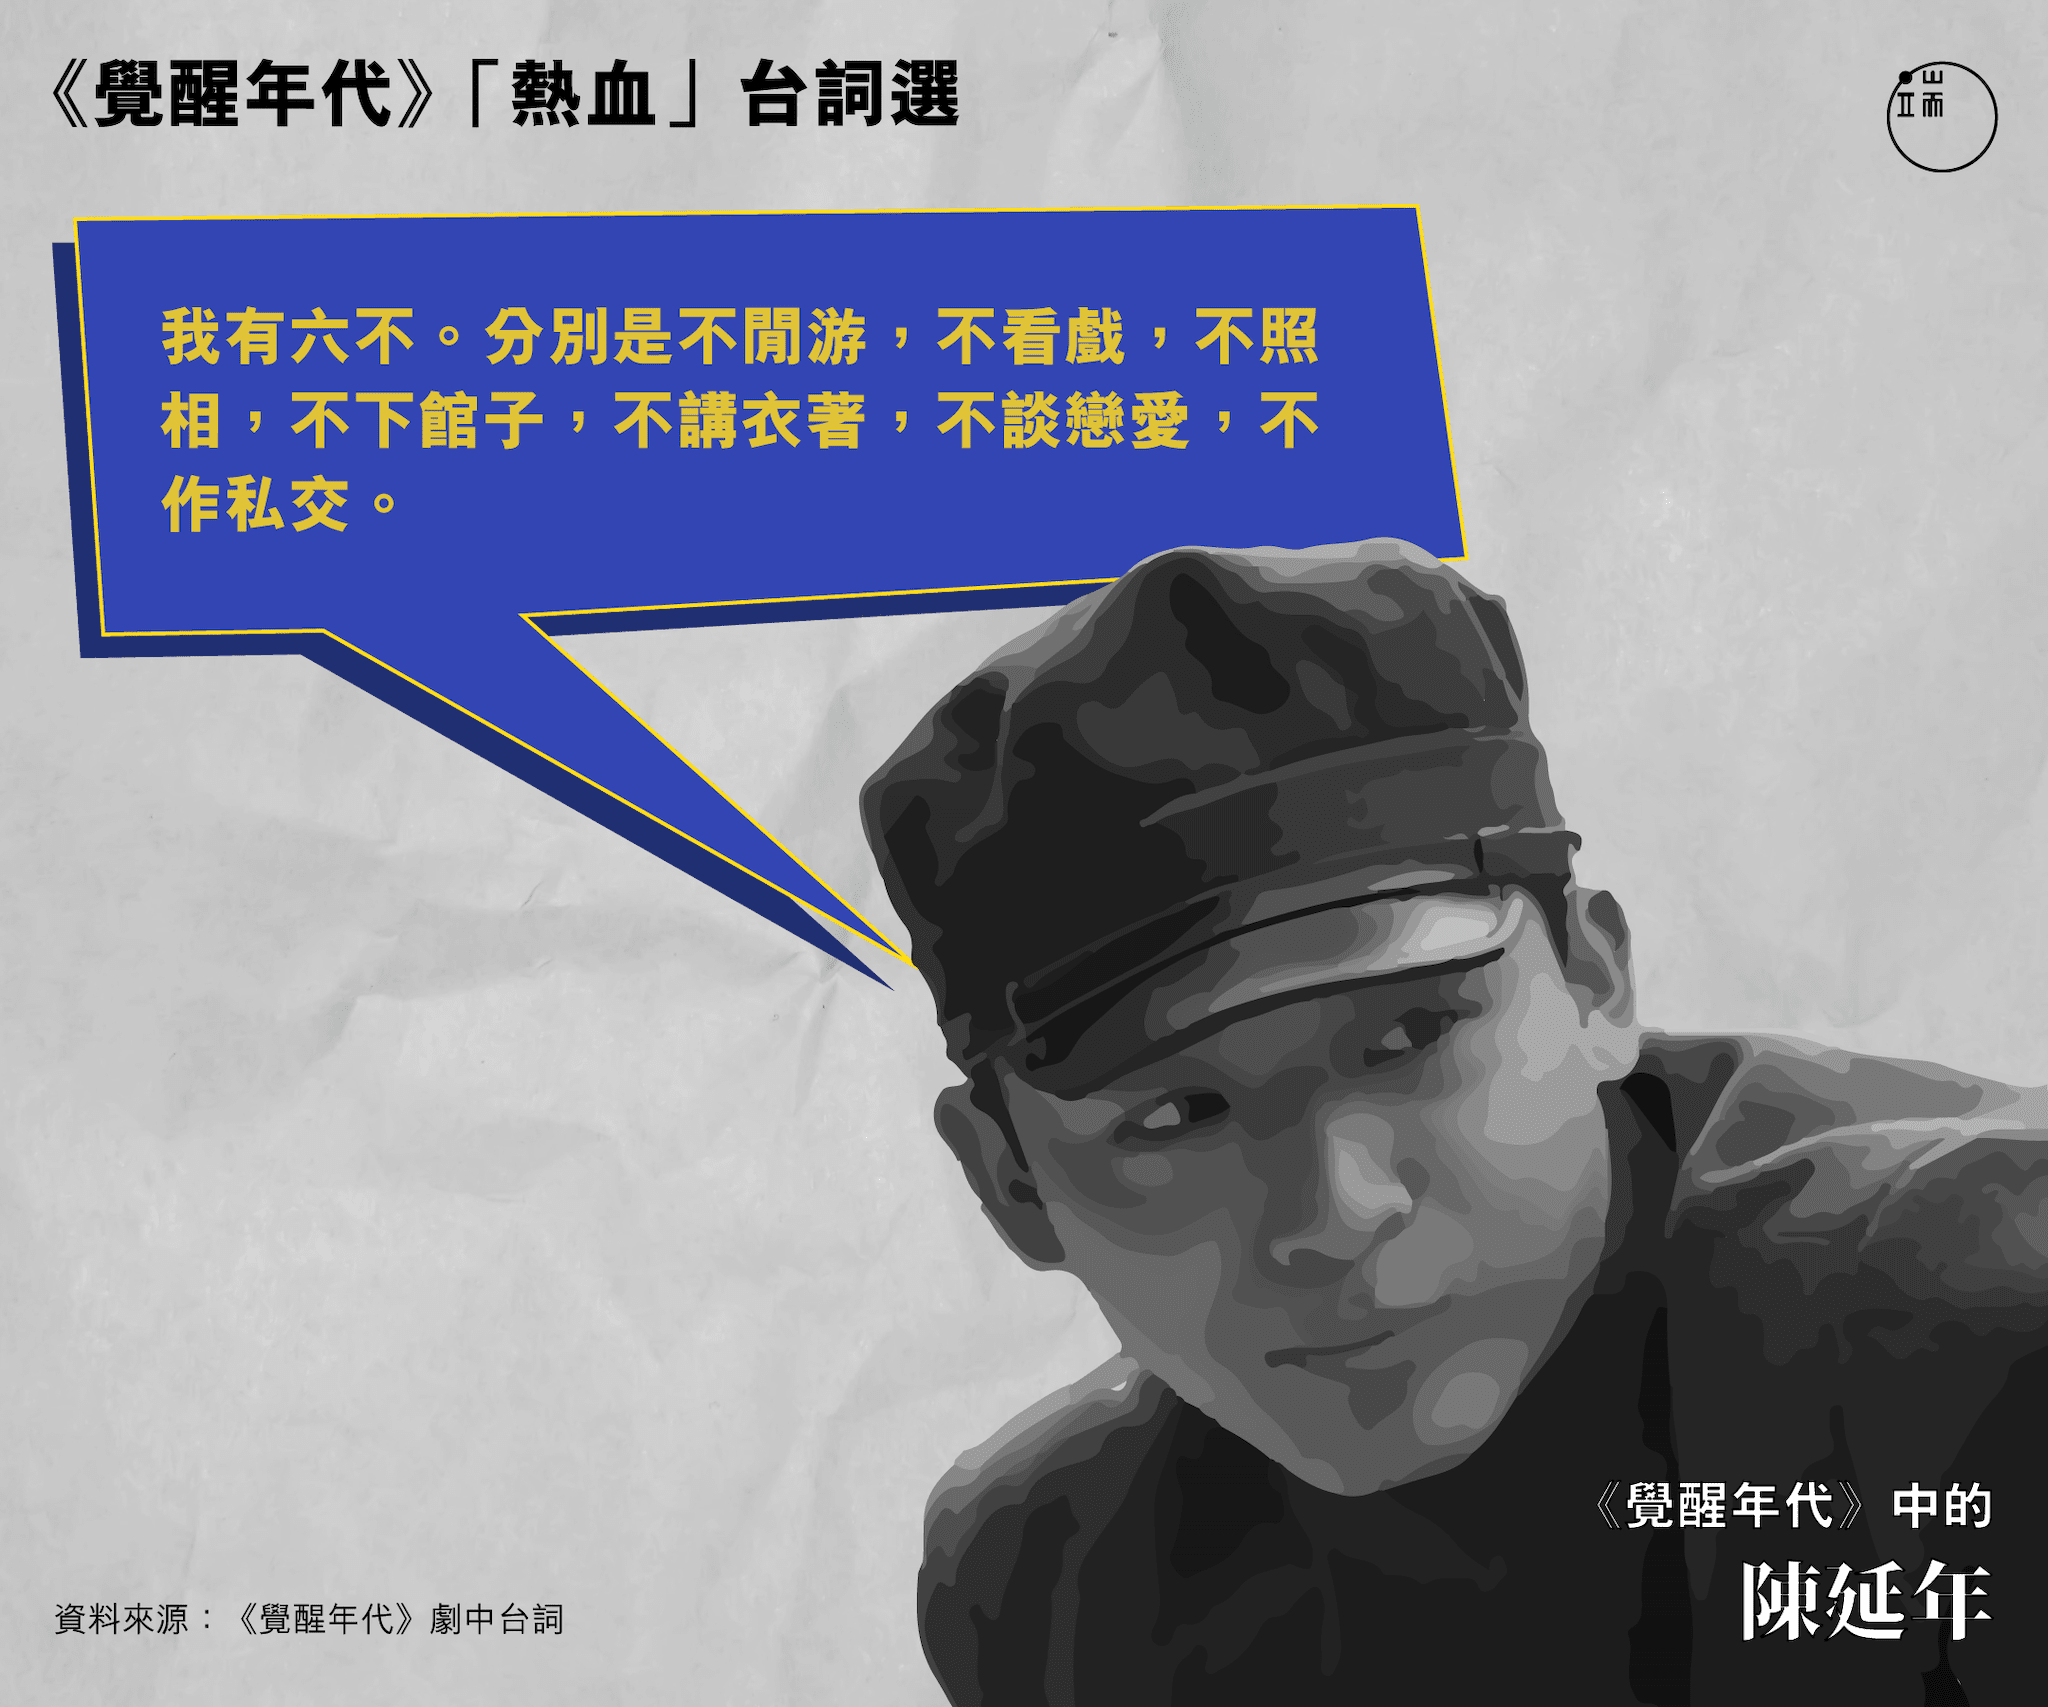 《覺醒年代》「熱血」台詞選
端
我有六不。分別是不閒游，不看戲，不照
相，不下館子，不講衣著，不談戀愛，不
作私交。
《覺醒年代》中的
陳延年
資料來源：《覺醒年代》劇中台詞